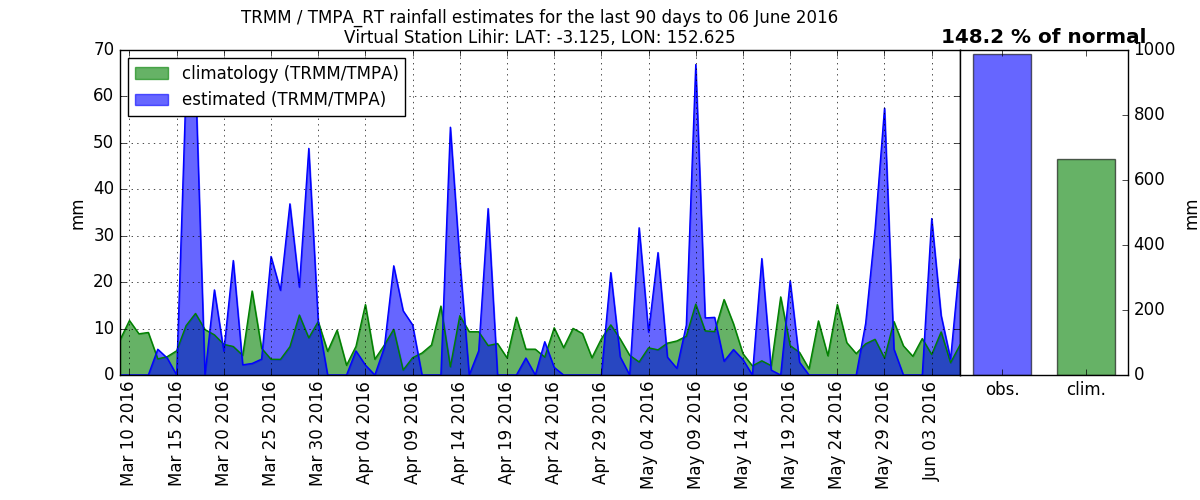 TRMM / TMPA_RT rainfall estimates for the last 90 days to 06 June 2016
Virtual Station Lihir: LAT: -3.125, LON: 152.625
148.2 % of normal
climatology (TRMM/TMPA)
estimated (TRMM/TMPA)
70
60
50
40
30
20
10
0
mm
Mar 10 2016
Mar 15 2016
Mar 20 2016
Mar 25 2016
Mar 30 2016
Apr 04 2016
Apr 09 2016
Apr 14 2016
Apr 19 2016
Apr 24 2016
Apr 29 2016
May 04 2016
May 09 2016
May 14 2016
May 19 2016
May 24 2016
May 29 2016
Jun 03 2016
obs.
clim.
1000
800
600
400
200
0
mm